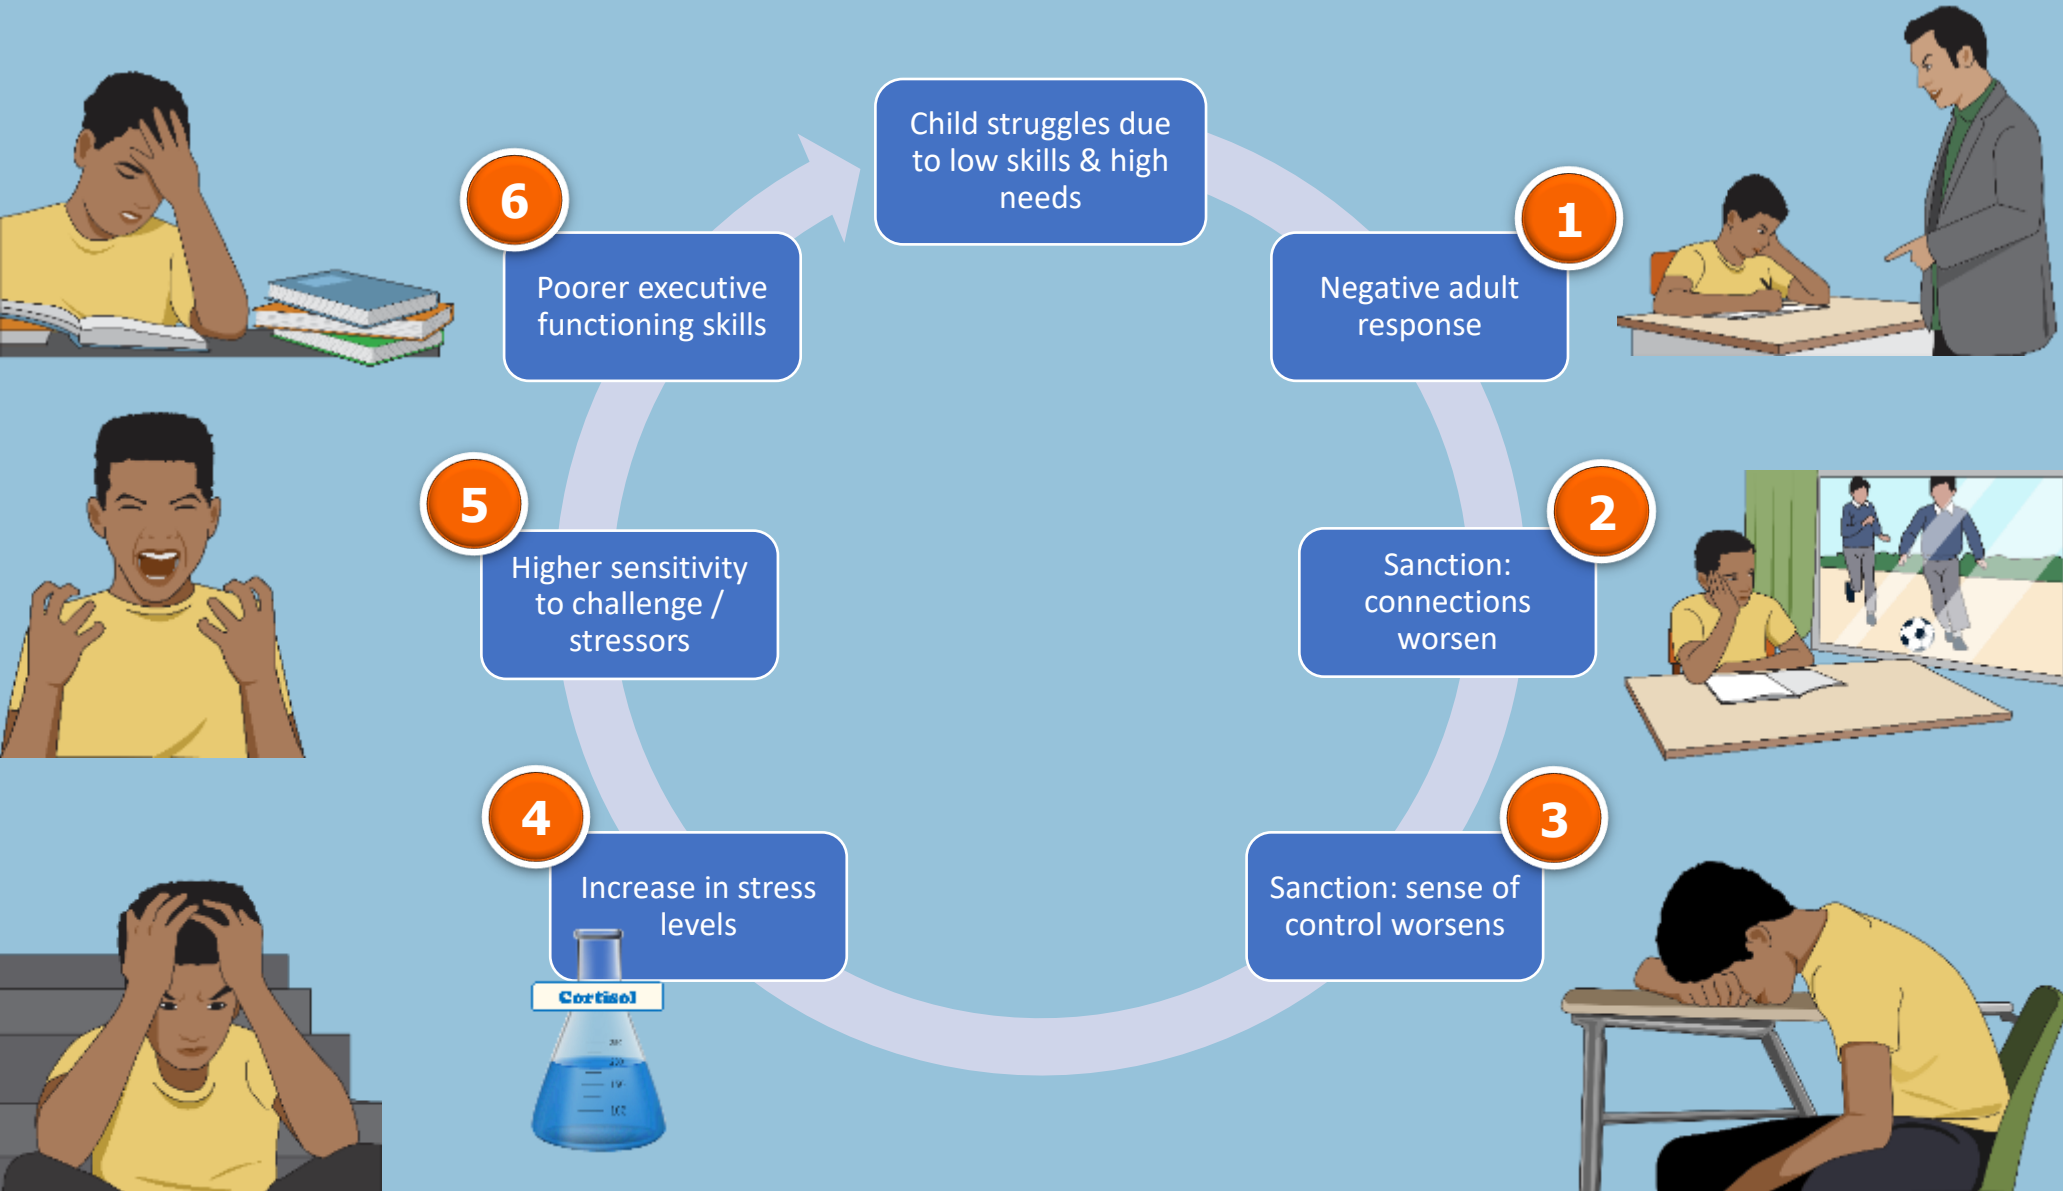 Child struggles due
to low skills & high
needs
1
Negative adult
response
2
Sanction:
connections
worsen
3
Sanction: sense of
control worsens
4
Increase in stress
levels
Cortisol
5
Higher sensitivity
to challenge /
stressors
6
Poorer executive
functioning skills